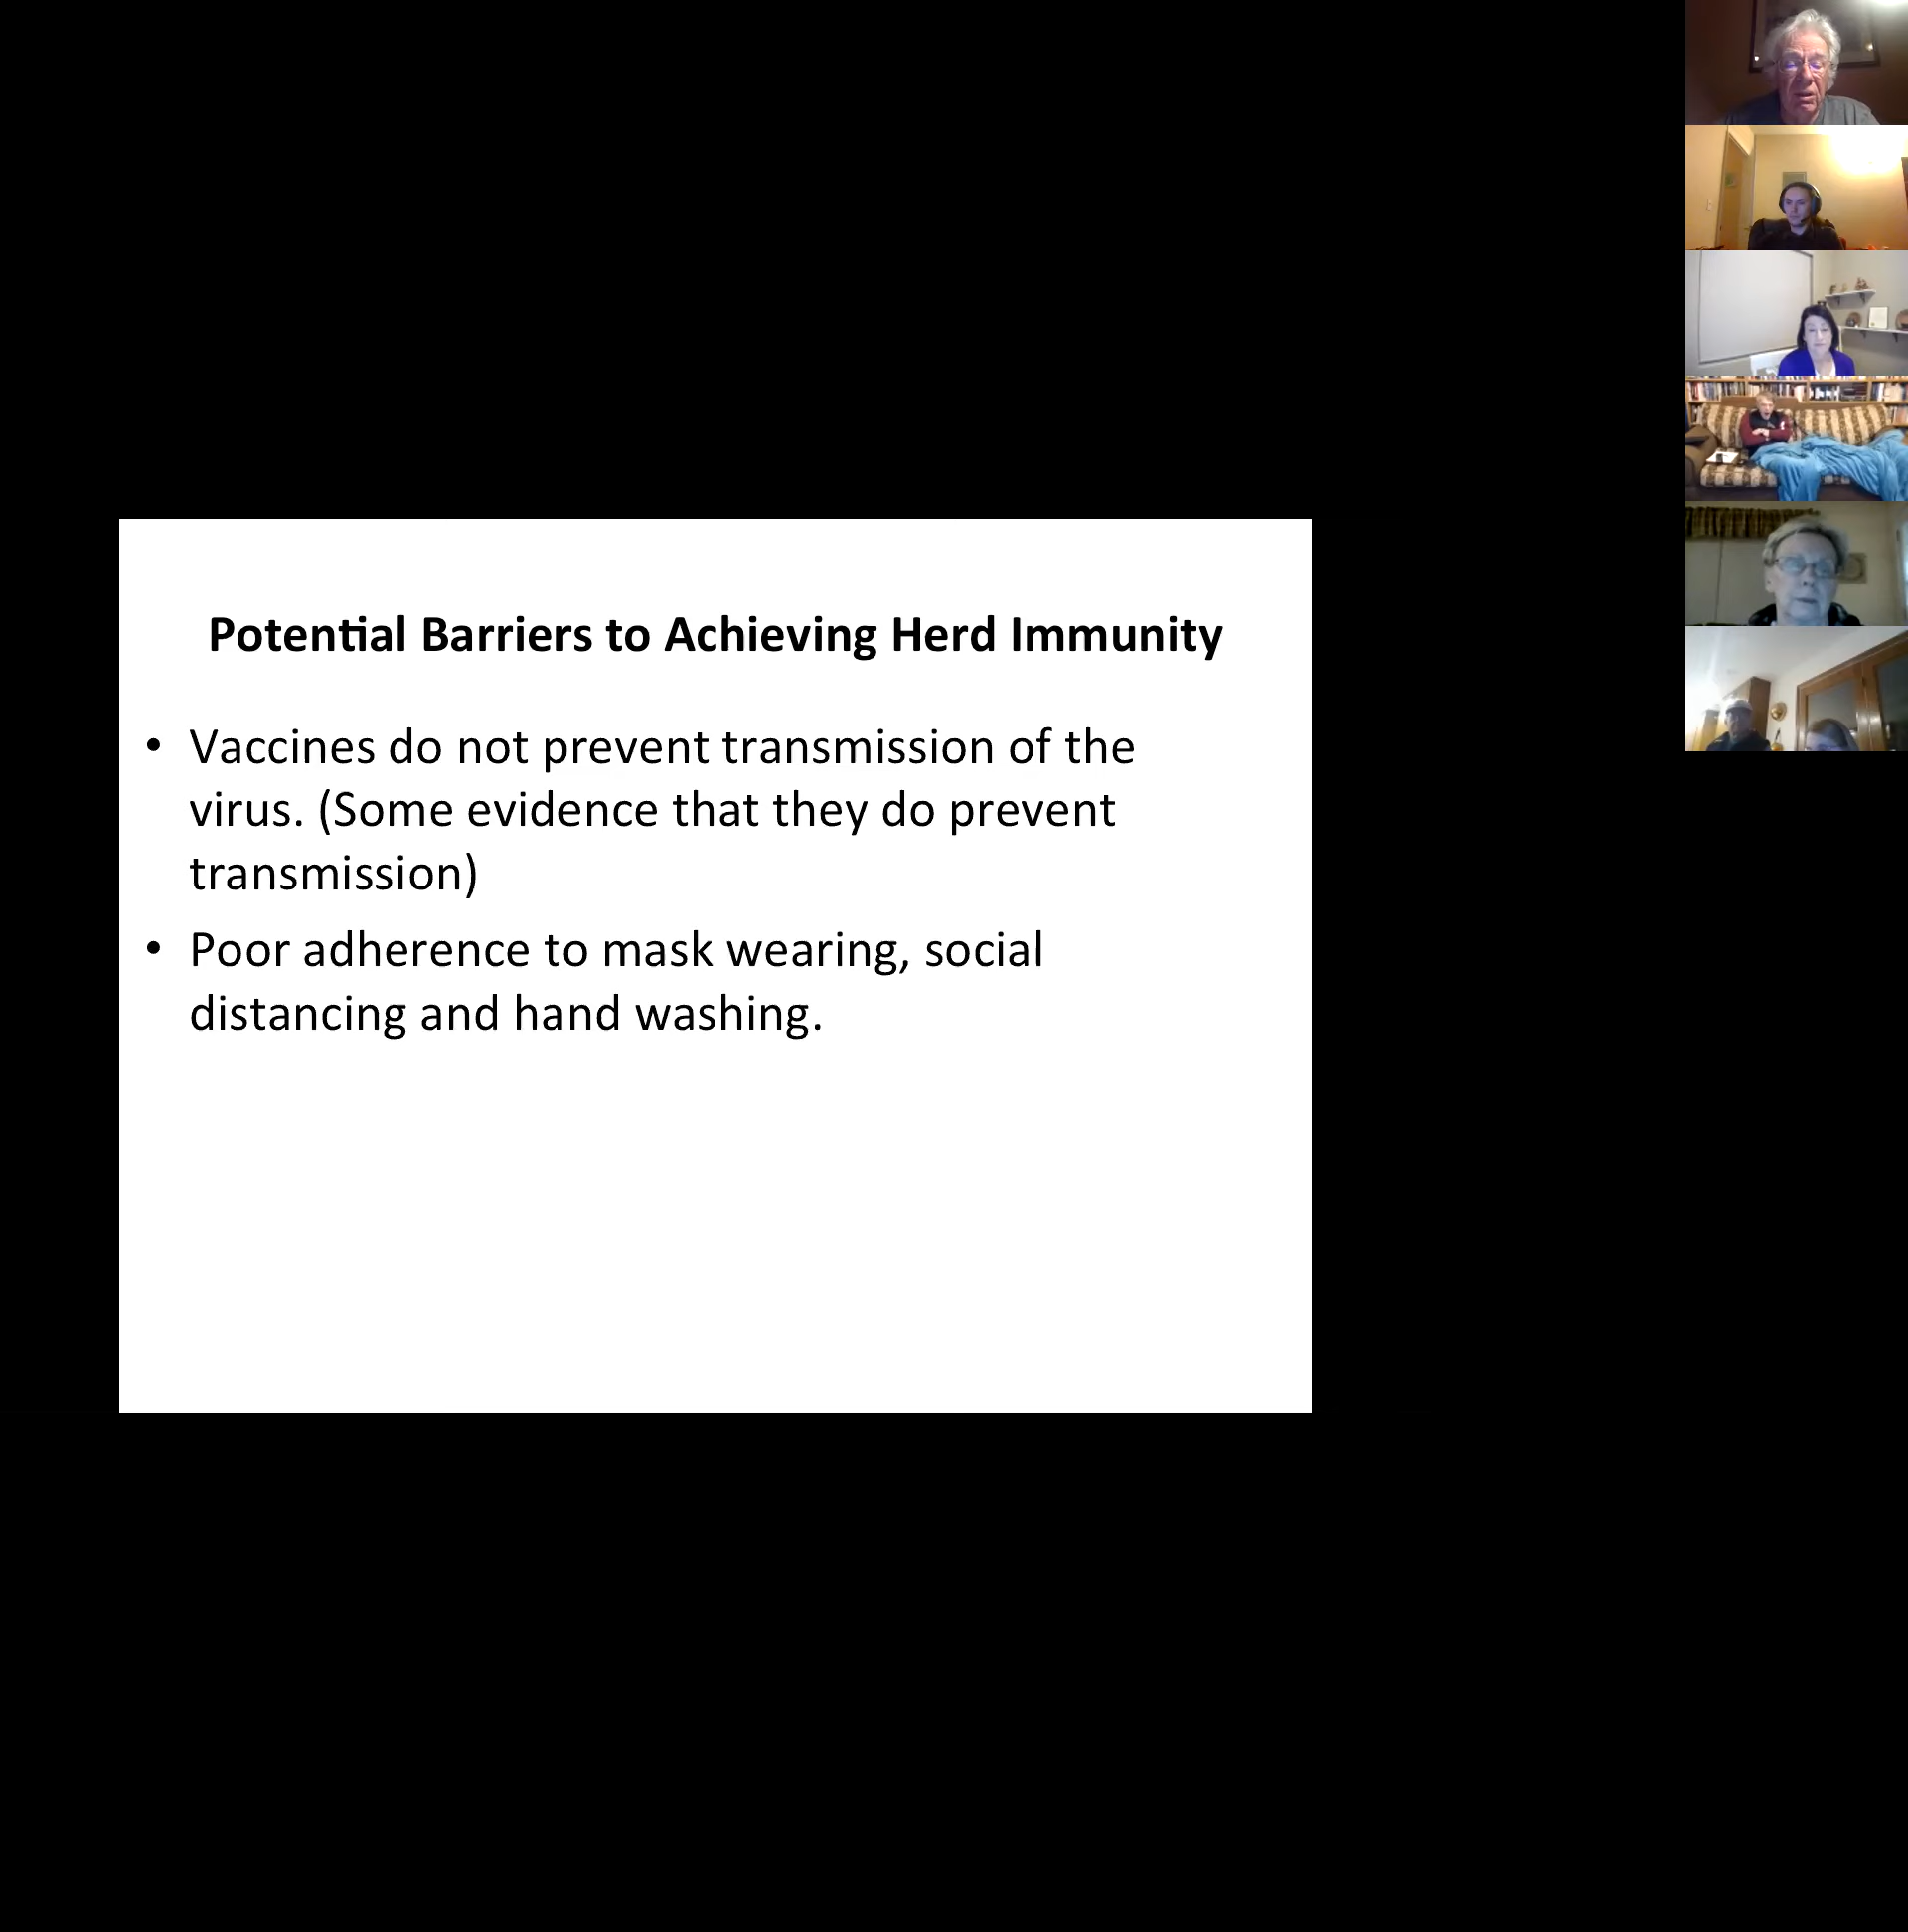 Potential Barriers to Achieving Herd Immunity
• Vaccines do not prevent transmission of the
virus. (Some evidence that they do prevent
transmission)
• Poor adherence to mask wearing, social
distancing and hand washing.